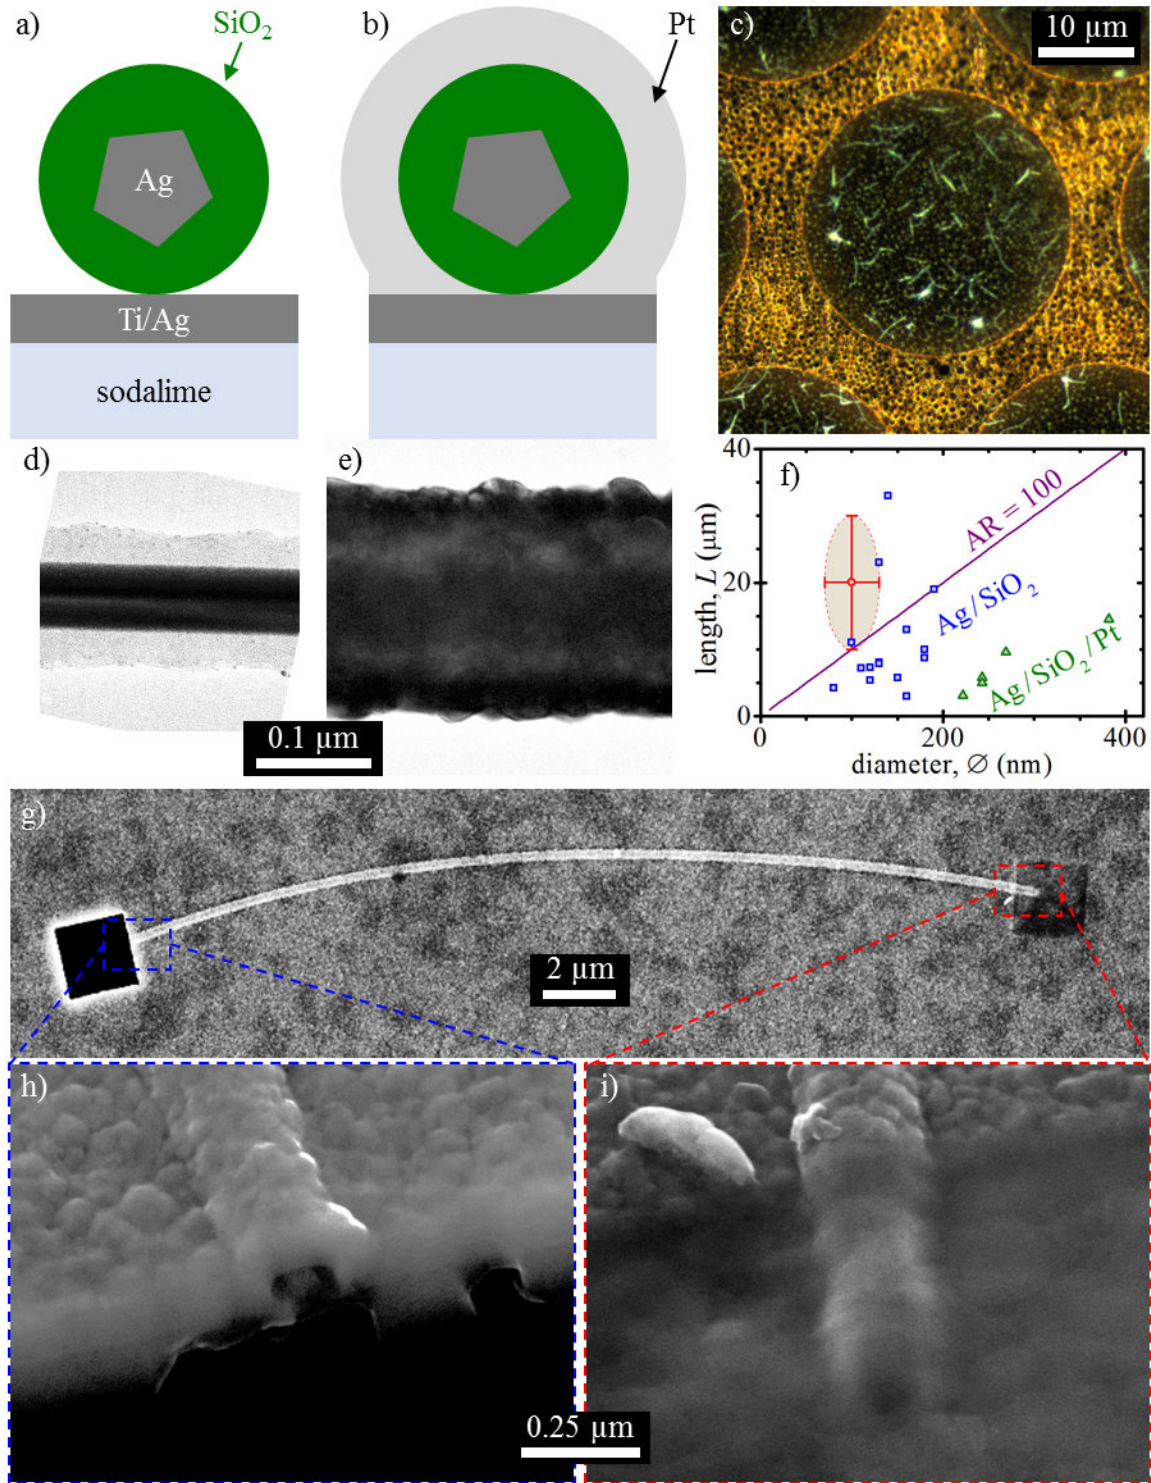 a)
SiO₂
Ag
Ti/Ag
sodalime
b)
Pt
c)
10 µm
d)
e)
0.1 µm
f)
40
20
0
length, L (µm)
AR = 100
Ag/SiO₂
Ag/SiO₂/Pt
0
200
400
diameter, ∅ (nm)
g)
2 µm
h)
i)
0.25 µm